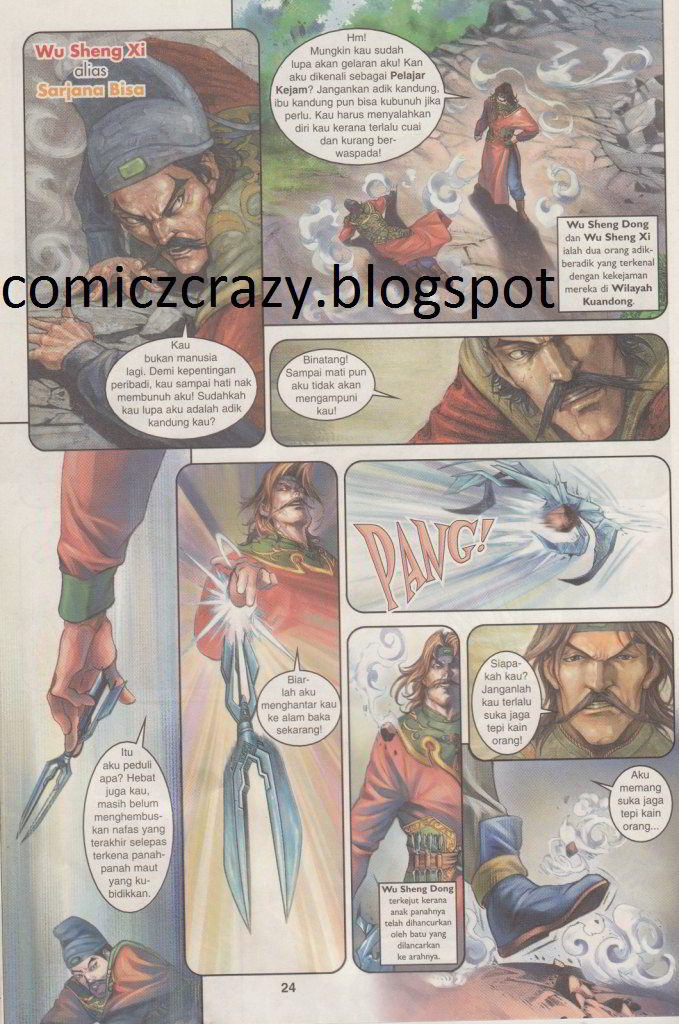 Wu Sheng Xi
alias
Sarjana Bisa
Hm!
Mungkin kau sudah
lupa akan gelaran aku! Kan
aku dikenali sebagai Pelajar
Kejam? Jangankan adik kandung,
ibu kandung pun bisa kubunuh jika
perlu. Kau harus menyalahkan
diri kau kerana terlalu cuai
dan kurang ber-
waspada!
Wu Sheng Dong
dan Wu Sheng Xi
ialah dua orang adik-
beradik yang terkenal
dengan kekejaman
mereka di Wilayah
Kuandong.
comiczcrazy.blogspot
Kau
bukan manusia
lagi. Demi kepentingan
peribadi, kau sampai hati nak
membunuh aku! Sudahkah
kau lupa aku adalah adik
kandung kau?
Binatang!
Sampai mati pun
aku tidak akan
mengampuni
kau!
Itu
aku peduli
apa? Hebat
juga kau,
masih belum
menghembus-
kan nafas yang
terakhir selepas
terkena panah-
panah maut
yang ku-
bidikkan.
Biar-
lah aku
menghantar kau
ke alam baka
sekarang!
PANG!
Wu Sheng Dong
terkejut kerana
anak panahnya
telah dihancurkan
oleh batu yang
dilancarkan
ke arahnya.
Siapa-
kah kau?
Janganlah
kau terlalu
suka jaga
tepi kain
orang!
Aku
memang
suka jaga
tepi kain
orang...
24